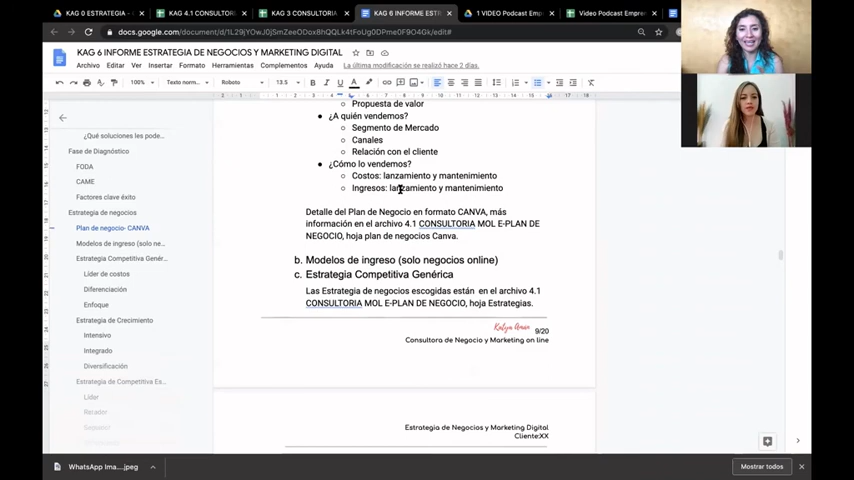 KAG 0 ESTRATEGIA -
KAG 4.1 CONSULTORI
KAG 3 CONSULTORIA
KAG 6 INFORME ESTR
1 VIDEO Podcast Emp
Video Podcast Empren
docs.google.com/document/d/
KAG 6 INFORME ESTRATEGIA DE NEGOCIOS Y MARKETING DIGITAL
Archivo Editar Ver Insertar Formato Herramientas Complementos Ayuda La última modificación se realizó hace 2 días.
100% Texto norm... Roboto 13.5
¿Qué soluciones les pode...
Fase de Diagnóstico
FODA
CAME
Factores clave éxito
Estrategia de negocios
Plan de negocio- CANVA
Modelos de ingreso (solo ne...
Estrategia Competitiva Genér...
Líder de costos
Diferenciación
Enfoque
Estrategia de Crecimiento
Intensivo
Integrado
Diversificación
Estrategia de Competitiva Es...
Líder
Retador
Seguidor
Propuesta de valor
¿A quién vendemos?
Segmento de Mercado
Canales
Relación con el cliente
¿Cómo lo vendemos?
Costos: lanzamiento y mantenimiento
Ingresos: lanzamiento y mantenimiento
Detalle del Plan de Negocio en formato CANVA, más
información en el archivo 4.1 CONSULTORIA MOL E-PLAN DE
NEGOCIO, hoja plan de negocios Canva.
b. Modelos de ingreso (solo negocios online)
c. Estrategia Competitiva Genérica
Las Estrategia de negocios escogidas están en el archivo 4.1
CONSULTORIA MOL E-PLAN DE NEGOCIO, hoja Estrategias.
9/20
Consultora de Negocio y Marketing on line
Estrategia de Negocios y Marketing Digital
Cliente:XX
WhatsApp Ima....jpeg
Mostrar todos